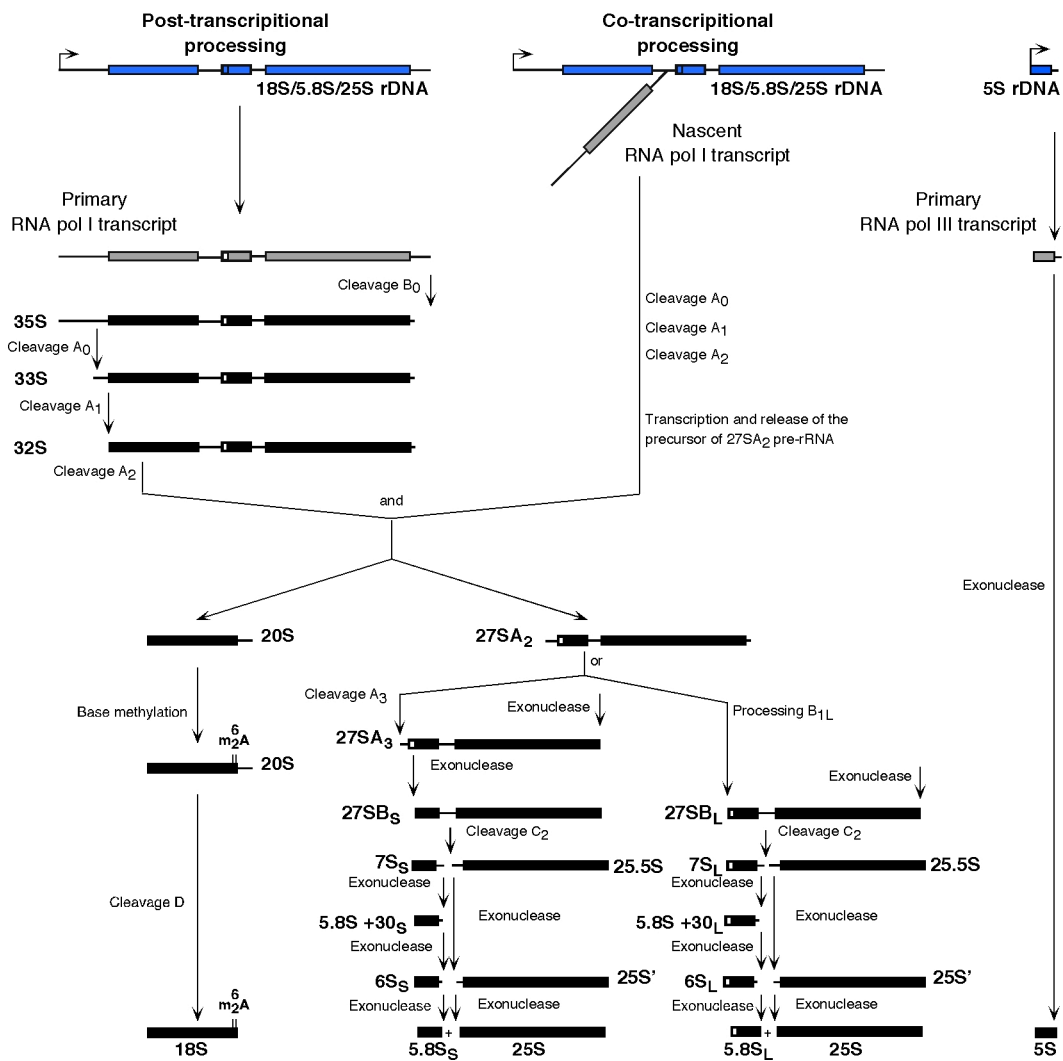 Post-transcripitional
processing
Co-transcripitional
processing
18S/5.8S/25S rDNA
18S/5.8S/25S rDNA
5S rDNA
Nascent
RNA pol I transcript
Primary
RNA pol I transcript
Primary
RNA pol III transcript
Cleavage B0
35S
Cleavage A0
33S
Cleavage A1
32S
Cleavage A2
Cleavage A0
Cleavage A1
Cleavage A2
Transcription and release of the
precursor of 27SA2 pre-rRNA
and
Exonuclease
20S
27SA2
or
Cleavage A3
Exonuclease
Processing B1L
Base methylation
m62A
20S
27SA3
Exonuclease
Exonuclease
27SBS
27SBL
Cleavage C2
Cleavage C2
7SS
25.5S
7SL
25.5S
Exonuclease
Exonuclease
Cleavage D
5.8S +30S
Exonuclease
5.8S +30L
Exonuclease
Exonuclease
Exonuclease
6SS
25S'
6SL
25S'
Exonuclease
Exonuclease
Exonuclease
Exonuclease
m62A
+
+
18S
5.8SS
25S
5.8SL
25S
5S